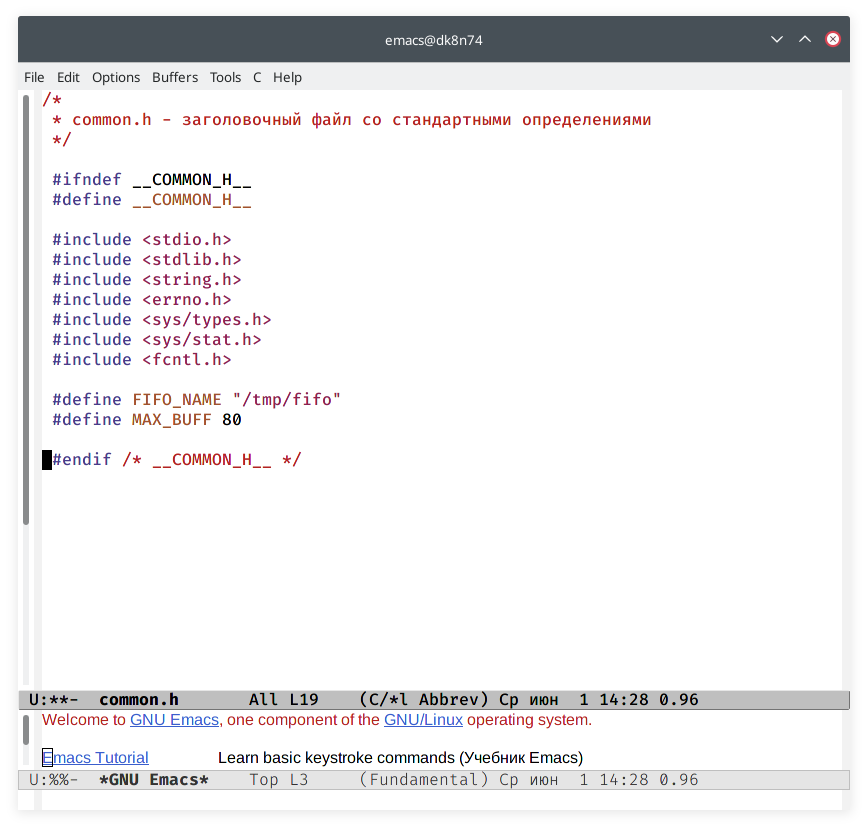 emacs@dk8n74
File Edit Options Buffers Tools C Help
/*
* common.h - заголовочный файл со стандартными определениями
*/
#ifndef __COMMON_H__
#define __COMMON_H__
#include <stdio.h>
#include <stdlib.h>
#include <string.h>
#include <errno.h>
#include <sys/types.h>
#include <sys/stat.h>
#include <fcntl.h>
#define FIFO_NAME "/tmp/fifo"
#define MAX_BUFF 80
#endif /* __COMMON_H__ */
U:**- common.h All L19 (C/*l Abbrev) Ср июн 1 14:28 0.96
Welcome to GNU Emacs, one component of the GNU/Linux operating system.
Emacs Tutorial Learn basic keystroke commands (Учебник Emacs)
U:%%- *GNU Emacs* Top L3 (Fundamental) Ср июн 1 14:28 0.96